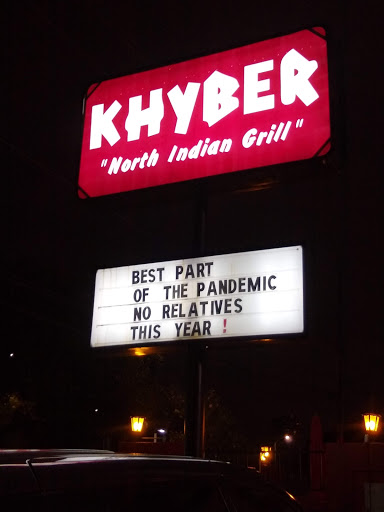 KHYBER
"North Indian Grill"
BEST PART
OF THE PANDEMIC
NO RELATIVES
THIS YEAR !